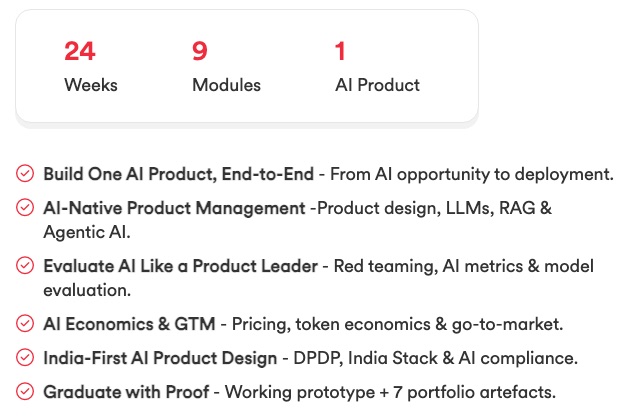 24 9 1
Weeks Modules AI Product
Build One AI Product, End-to-End - From AI opportunity to deployment.
AI-Native Product Management -Product design, LLMs, RAG &
Agentic AI.
Evaluate AI Like a Product Leader - Red teaming, AI metrics & model
evaluation.
AI Economics & GTM - Pricing, token economics & go-to-market.
India-First AI Product Design - DPDP, India Stack & AI compliance.
Graduate with Proof - Working prototype + 7 portfolio artefacts.